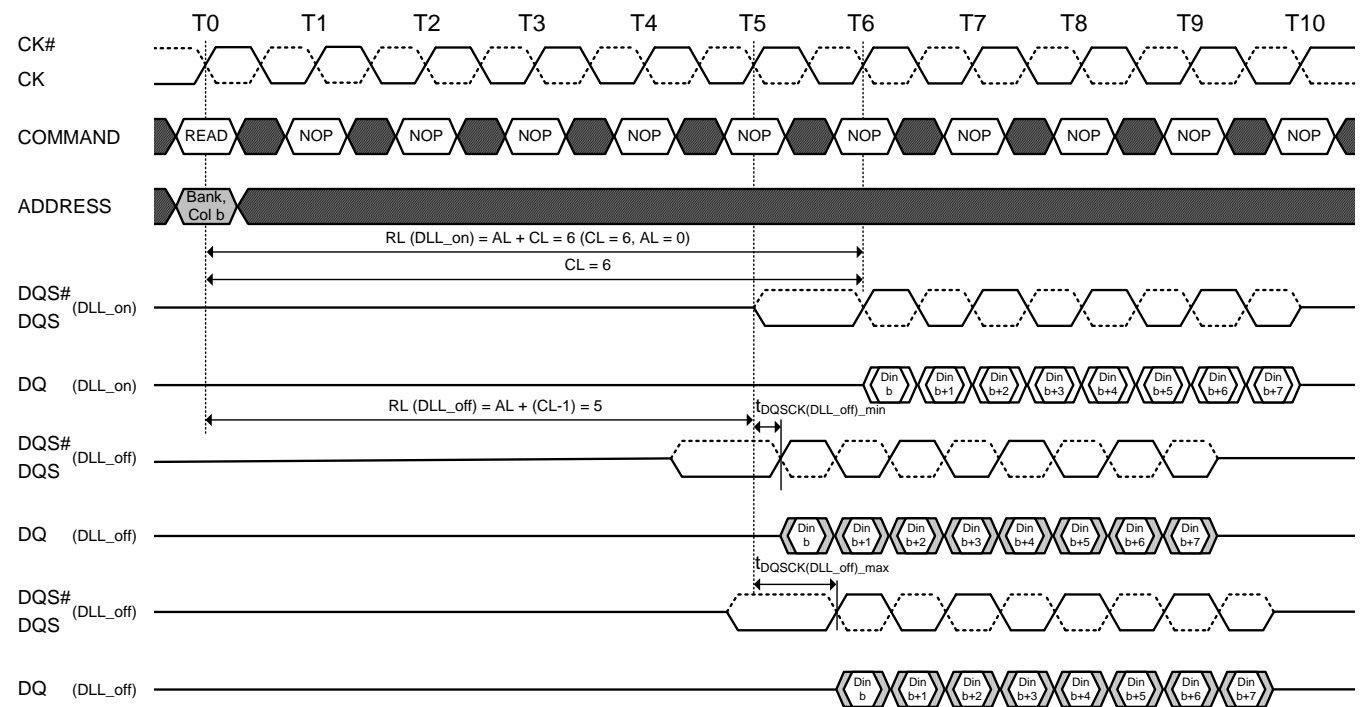 T0 T1 T2 T3 T4 T5 T6 T7 T8 T9 T10
CK#
CK
COMMAND READ NOP NOP NOP NOP NOP NOP NOP NOP NOP NOP
ADDRESS Bank, Col b
RL (DLL_on) = AL + CL = 6 (CL = 6, AL = 0)
CL = 6
DQS# (DLL_on)
DQS
DQ (DLL_on) Din b Din b+1 Din b+2 Din b+3 Din b+4 Din b+5 Din b+6 Din b+7
RL (DLL_off) = AL + (CL-1) = 5 tDQSCK(DLL_off)_min
DQS# (DLL_off)
DQS
DQ (DLL_off) Din b Din b+1 Din b+2 Din b+3 Din b+4 Din b+5 Din b+6 Din b+7
tDQSCK(DLL_off)_max
DQS# (DLL_off)
DQS
DQ (DLL_off) Din b Din b+1 Din b+2 Din b+3 Din b+4 Din b+5 Din b+6 Din b+7